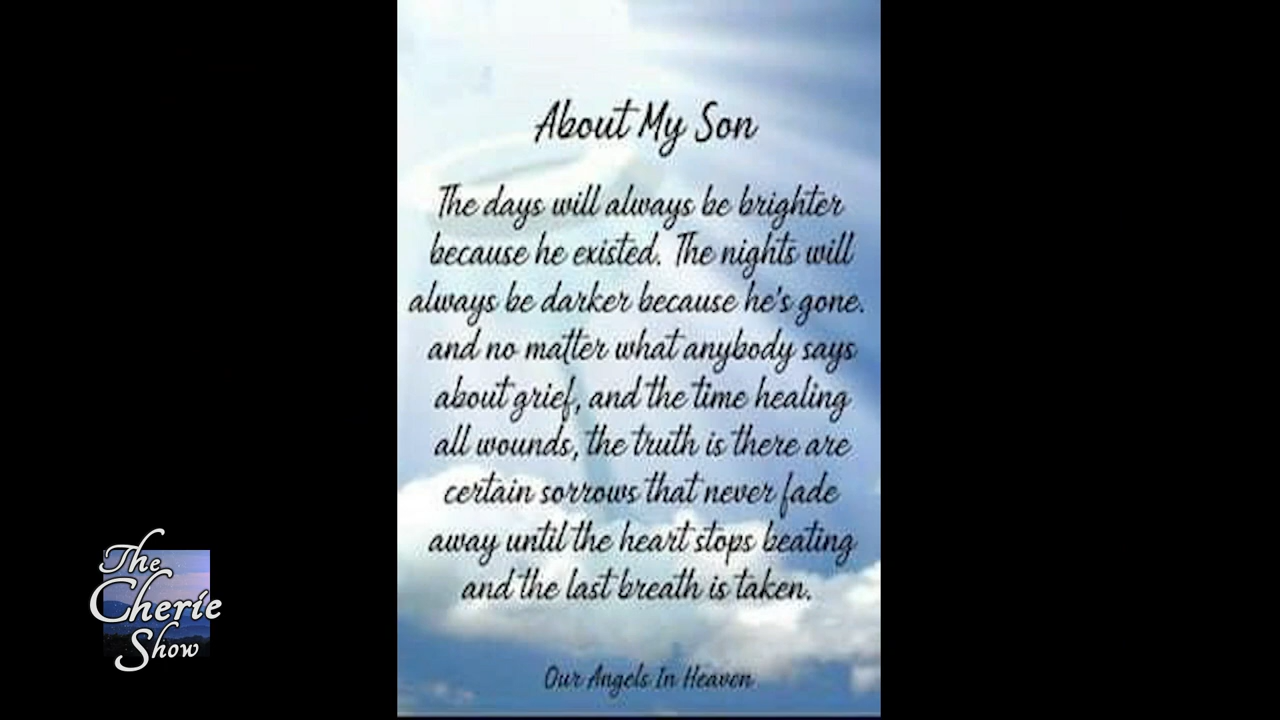 About My Son
The days will always be brighter
because he existed. The nights will
always be darker because he's gone.
and no matter what anybody says
about grief, and the time healing
all wounds, the truth is there are
certain sorrows that never fade
away until the heart stops beating
and the last breath is taken.
Our Angels In Heaven
The
Cherie
Show